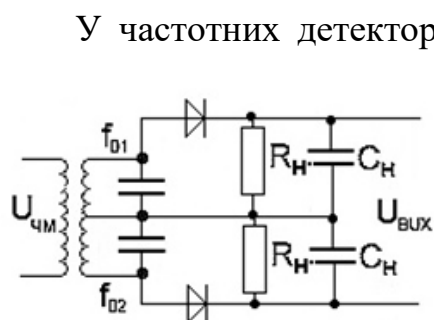 У частотних детектор
f₀₁
Rн. Cн
Uчм Uвих
Rн. Cн
f₀₂